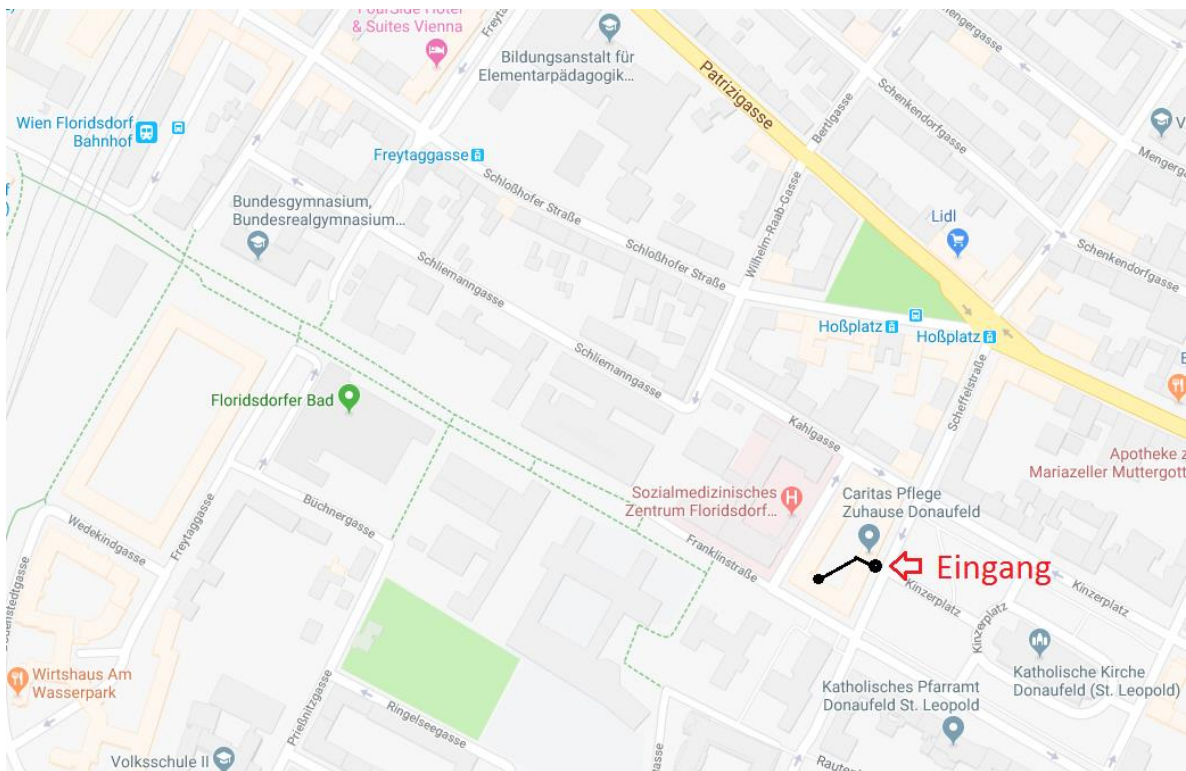 FourSide Hotel
& Suites Vienna
Bildungsanstalt für
Elementarpädagogik...
Patrizigasse
Mengergasse
Bertlgasse
Schenkendorfgasse
Wien Floridsdorf
Bahnhof
Freytaggasse
Bundesgymnasium,
Bundesrealgymnasium...
Schloßhofer Straße
Schloßhofer Straße
Wilhelm-Raab-Gasse
Lidl
Schenkendorfgasse
Schliemanngasse
Hoßplatz
Hoßplatz
Schliemanngasse
Scheffelstraße
Floridsdorfer Bad
Kahlgasse
Apotheke z
Mariazeller Muttergott
Sozialmedizinisches
Zentrum Floridsdorf...
Caritas Pflege
Zuhause Donaufeld
Büchnergasse
Freytaggasse
Wedekindgasse
Franklinstraße
Eingang
Kinzerplatz
Kinzerplatz
Kinzerplatz
Wirtshaus Am
Wasserpark
Katholische Kirche
Donaufeld (St. Leopold)
Katholisches Pfarramt
Donaufeld St. Leopold
Prießnitzgasse
Ringelseegasse
Volksschule II